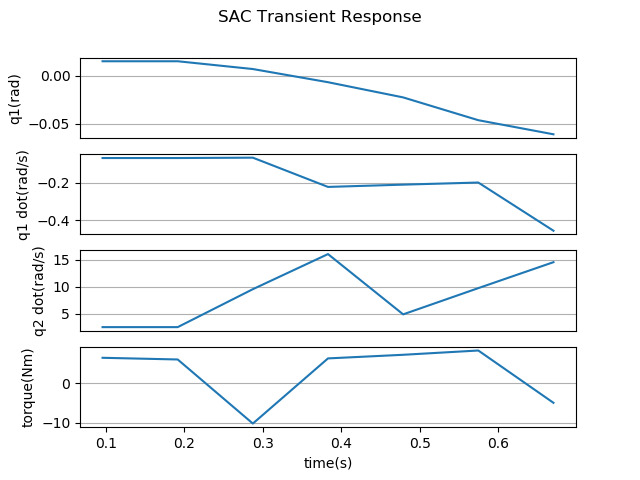 SAC Transient Response
q1(rad)
0.00
−0.05
q1 dot(rad/s)
−0.2
−0.4
q2 dot(rad/s)
15
10
5
torque(Nm)
0
−10
0.1 0.2 0.3 0.4 0.5 0.6
time(s)